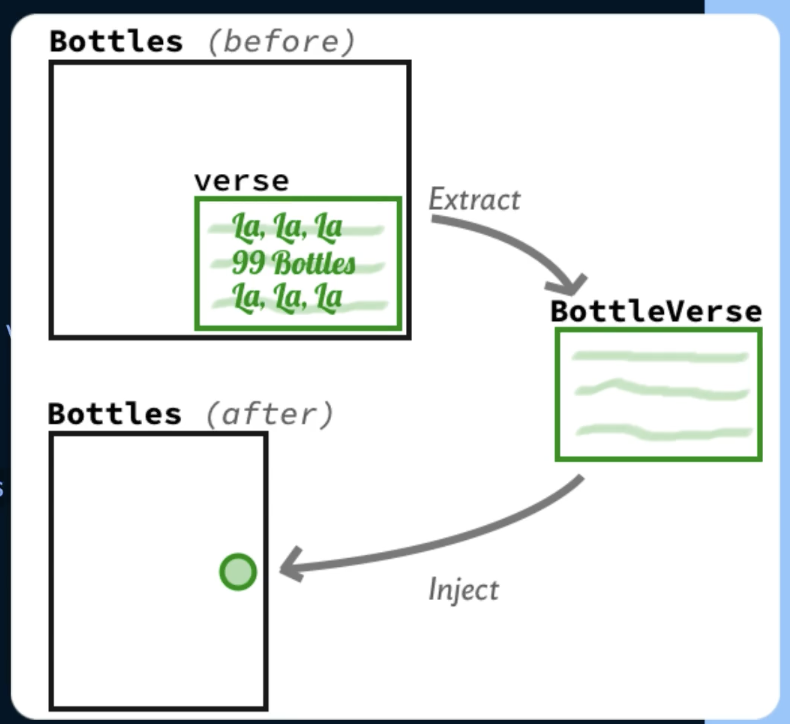 Bottles (before)
verse
La, La, La
99 Bottles
La, La, La
Extract
BottleVerse
Bottles (after)
Inject